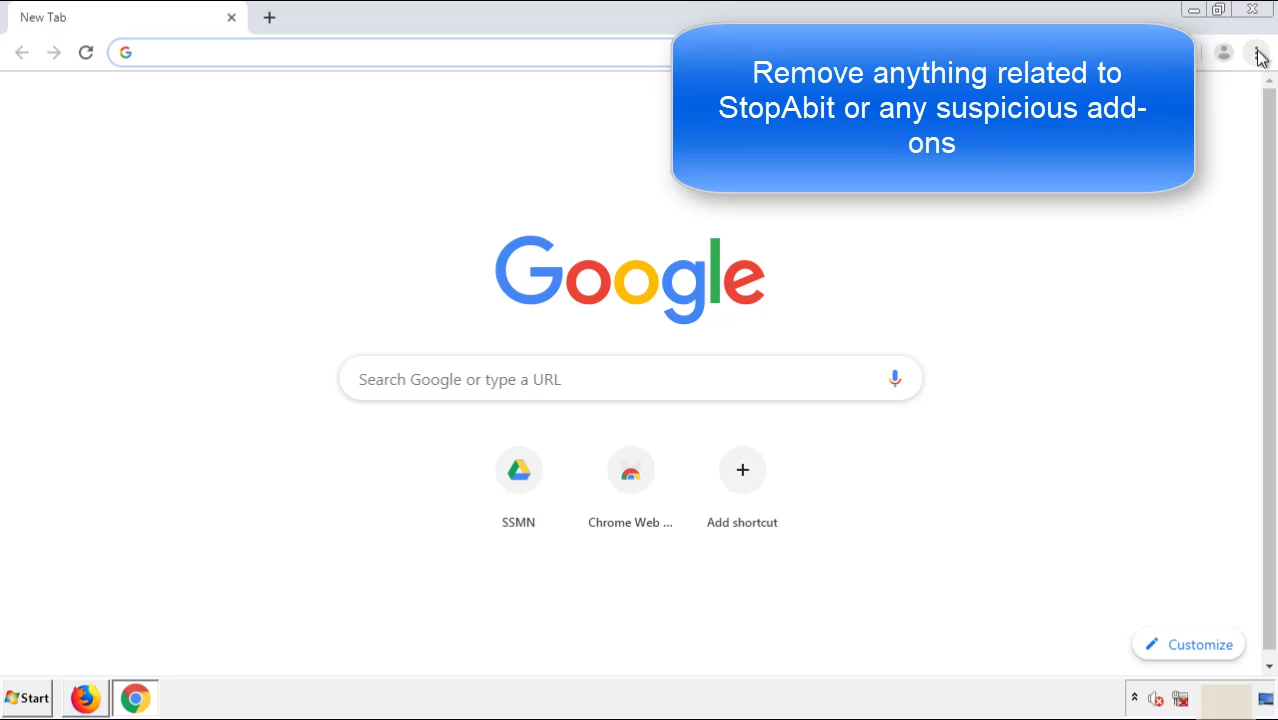 New Tab
Remove anything related to
StopAbit or any suspicious add-
ons
Google
Search Google or type a URL
SSMN
Chrome Web ...
Add shortcut
Customize
Start